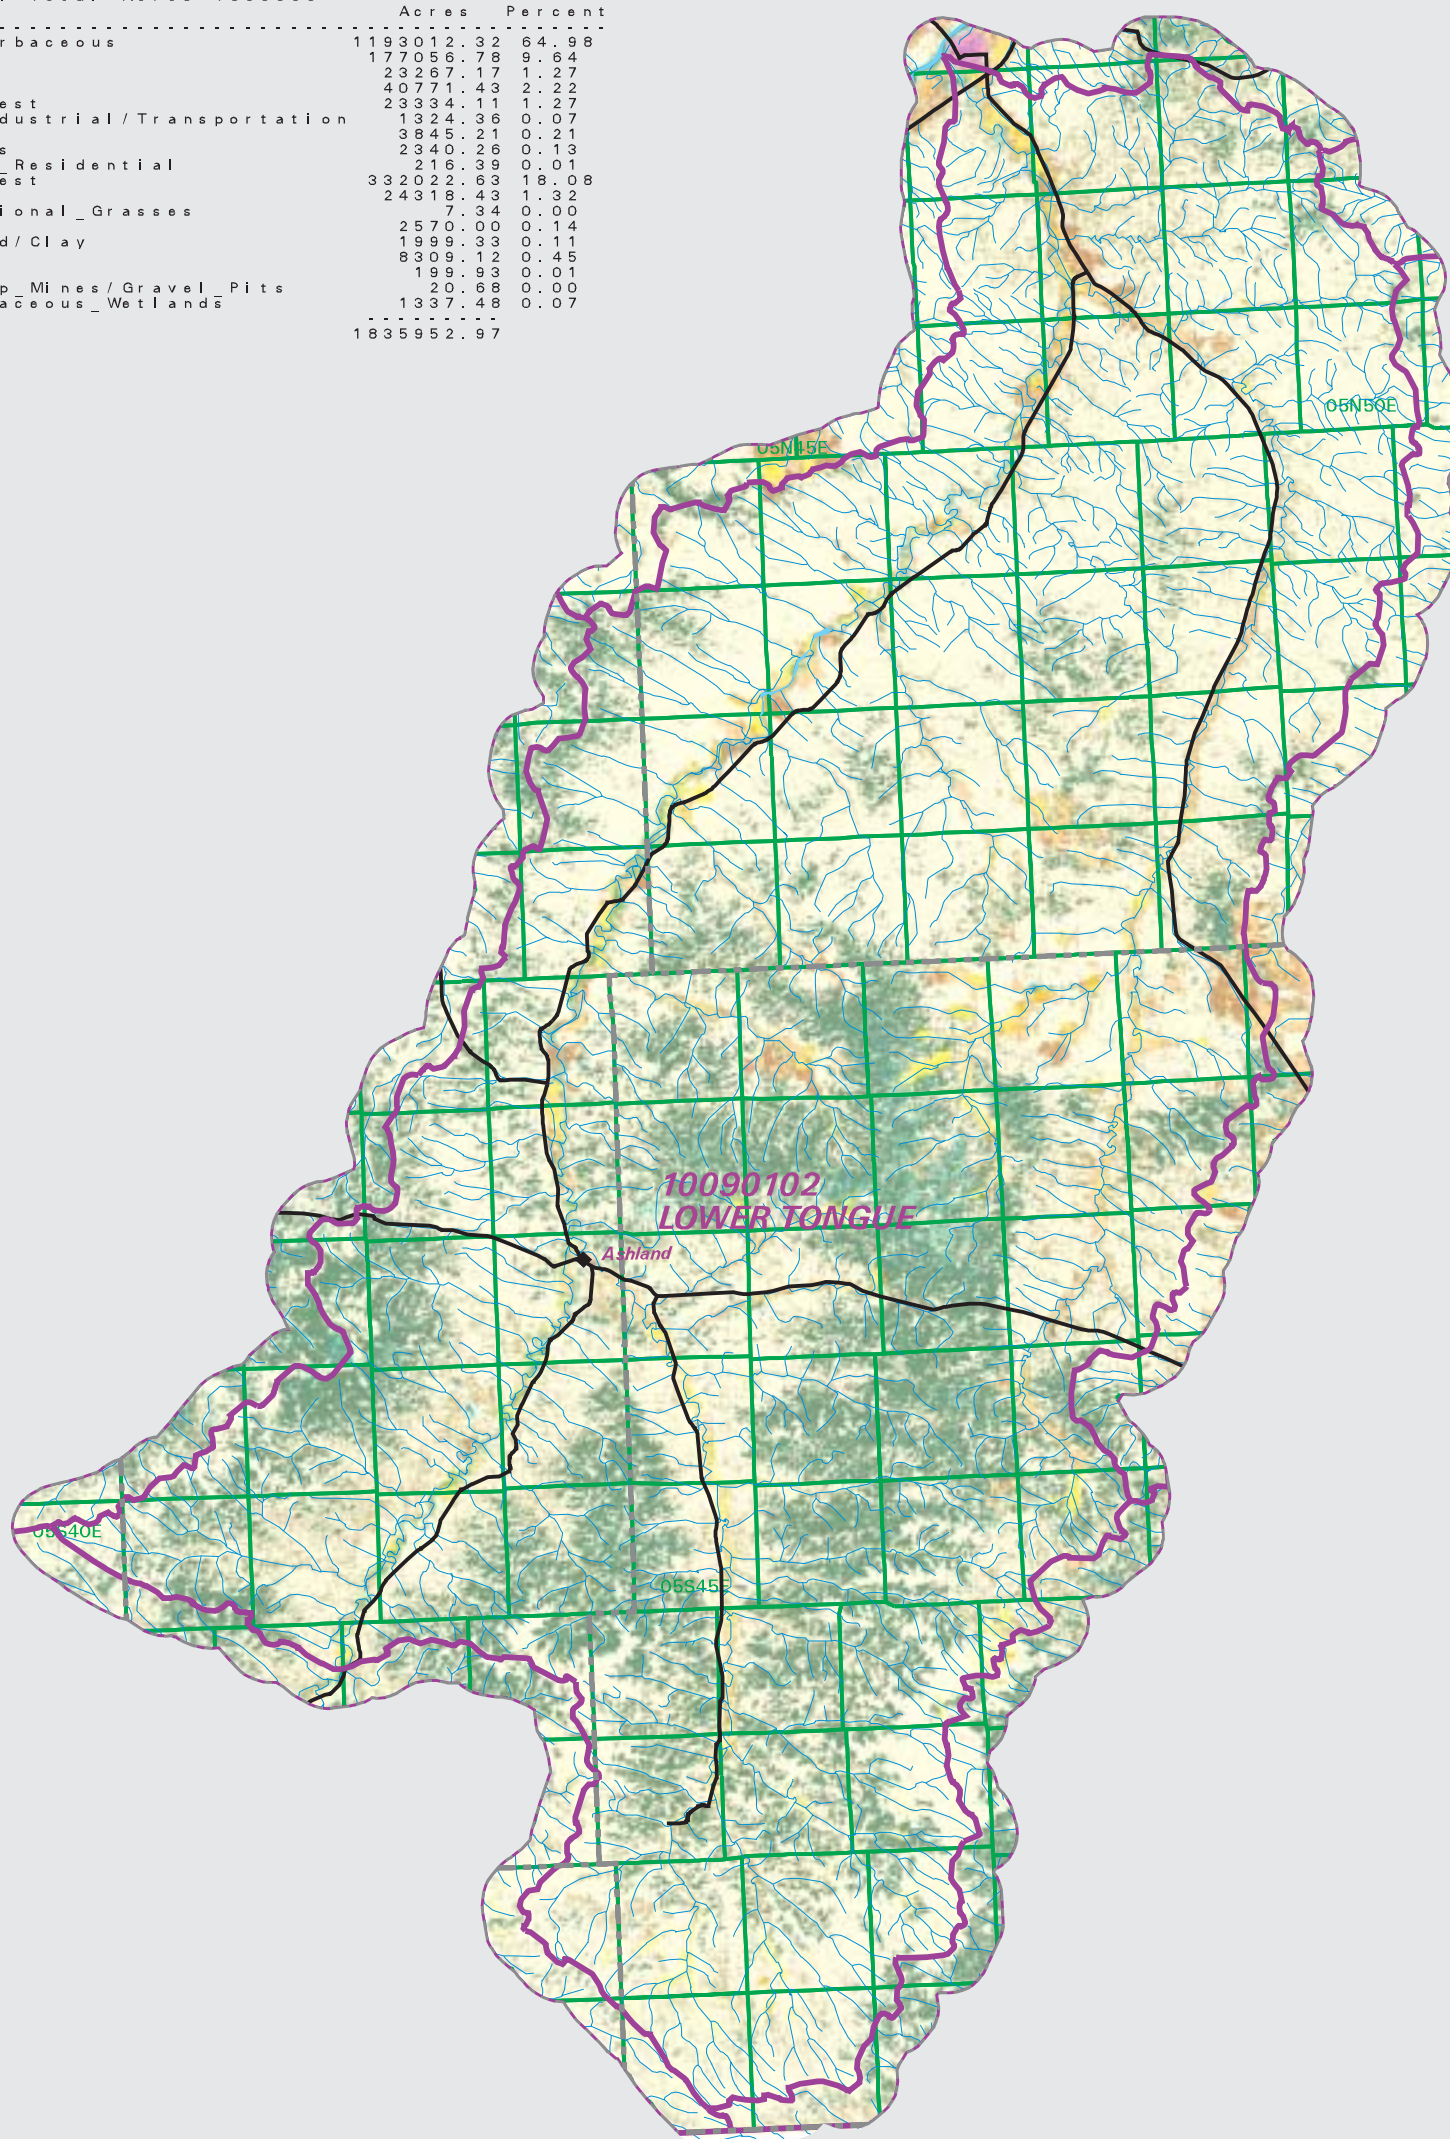 Acres Percent
rbaceous 1193012.32 64.98
177056.78 9.64
23267.17 1.27
40771.43 2.22
est 23334.11 1.27
dustrial/Transportation 1324.36 0.07
3845.21 0.21
s 2340.26 0.13
_Residential 216.39 0.01
est 332022.63 18.08
24318.43 1.32
ional_Grasses 7.34 0.00
2570.00 0.14
d/Clay 1999.33 0.11
8309.12 0.45
199.93 0.01
p_Mines/Gravel_Pits 20.68 0.00
aceous_Wetlands 1337.48 0.07
1835952.97
05N50E
05N45E
10090102
LOWER TONGUE
Ashland
05S40E
05S45E